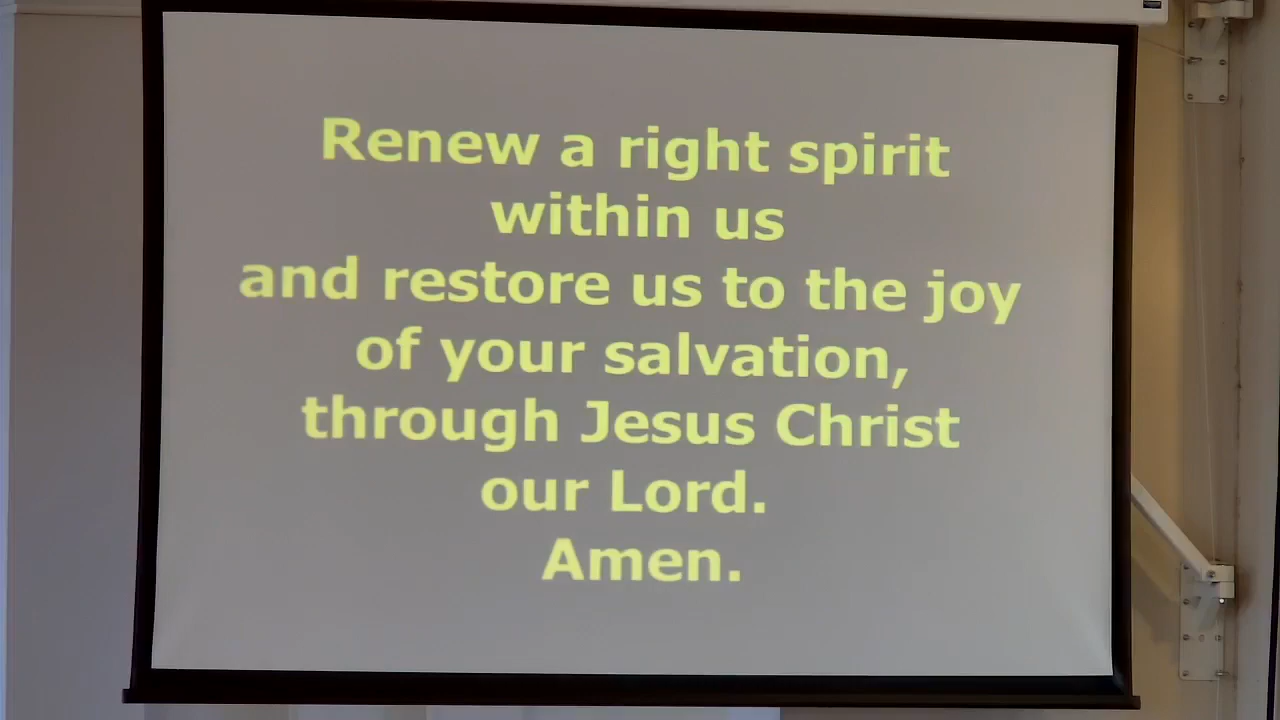 Renew a right spirit
within us
and restore us to the joy
of your salvation,
through Jesus Christ
our Lord.
Amen.